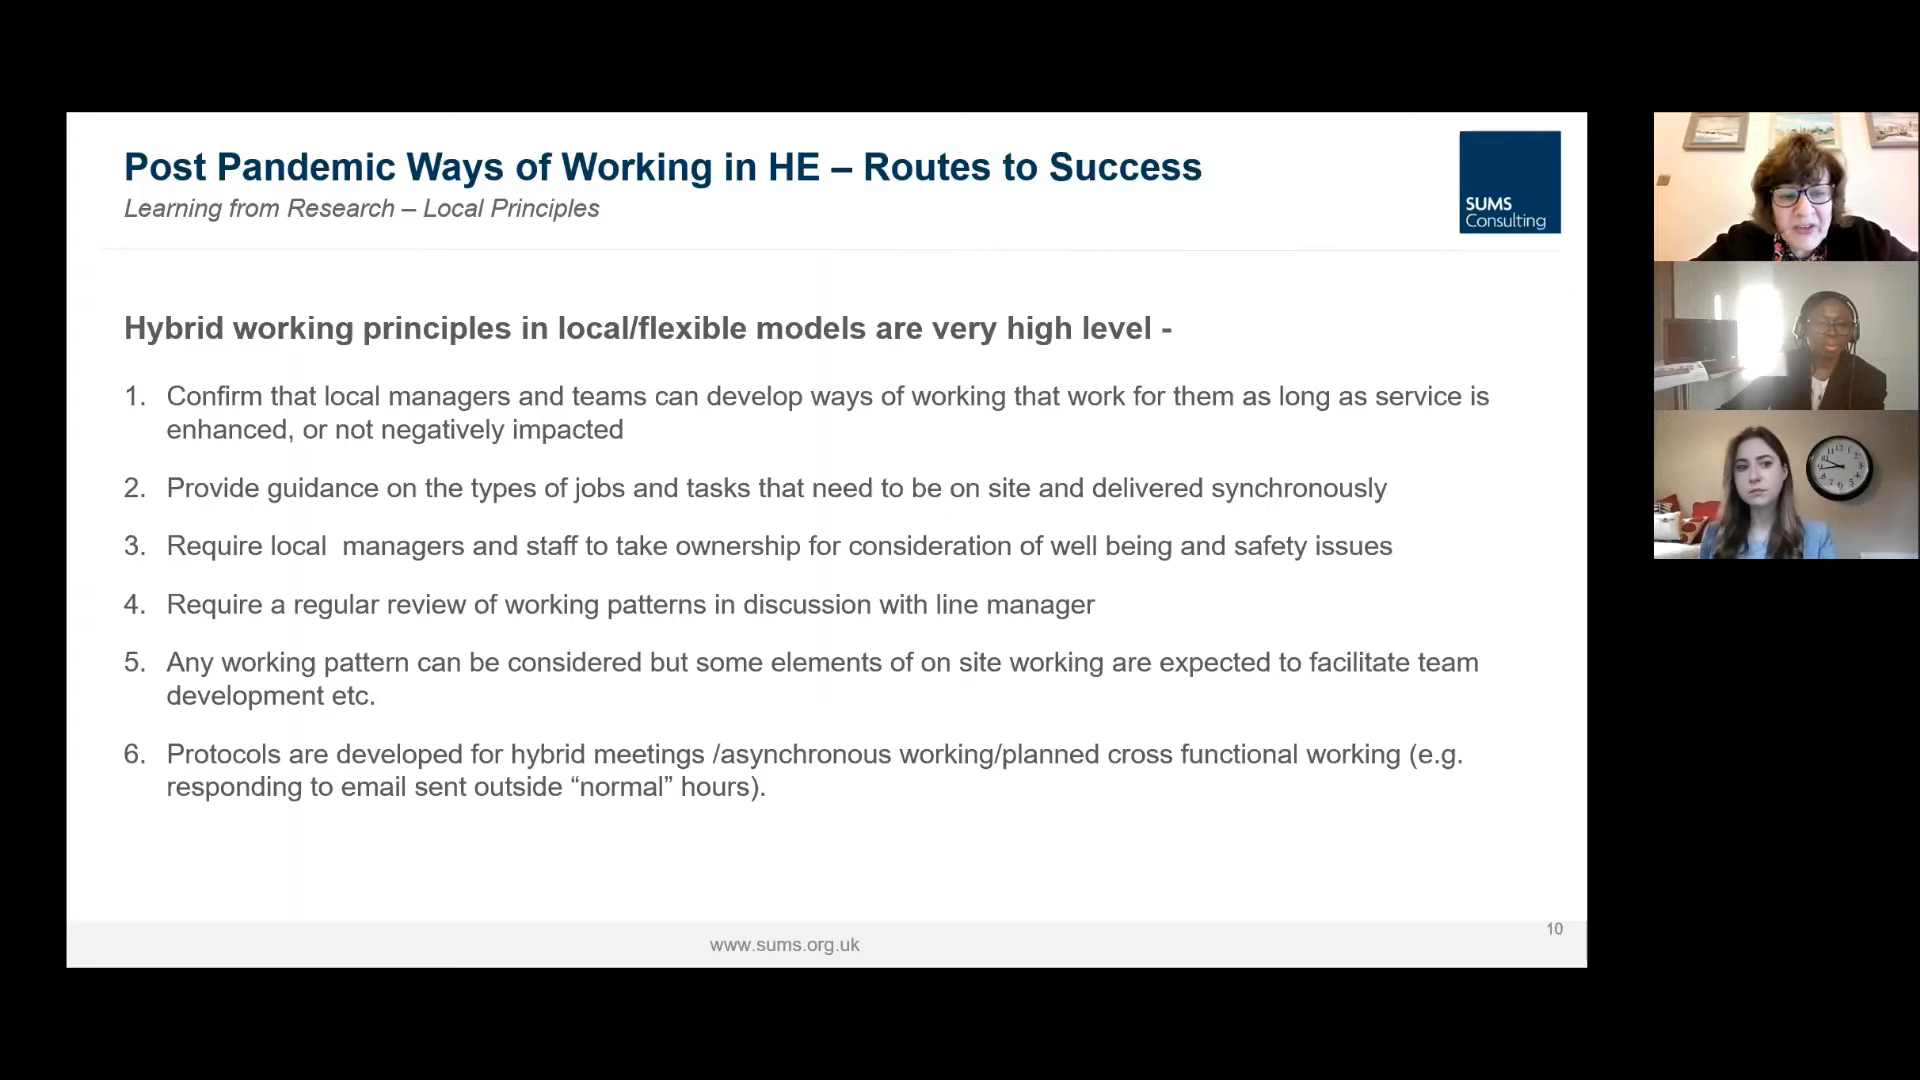 Post Pandemic Ways of Working in HE – Routes to Success
Learning from Research – Local Principles
SUMS
Consulting
Hybrid working principles in local/flexible models are very high level -
1. Confirm that local managers and teams can develop ways of working that work for them as long as service is
enhanced, or not negatively impacted
2. Provide guidance on the types of jobs and tasks that need to be on site and delivered synchronously
3. Require local  managers and staff to take ownership for consideration of well being and safety issues
4. Require a regular review of working patterns in discussion with line manager
5. Any working pattern can be considered but some elements of on site working are expected to facilitate team
development etc.
6. Protocols are developed for hybrid meetings /asynchronous working/planned cross functional working (e.g.
responding to email sent outside “normal” hours).
www.sums.org.uk
10